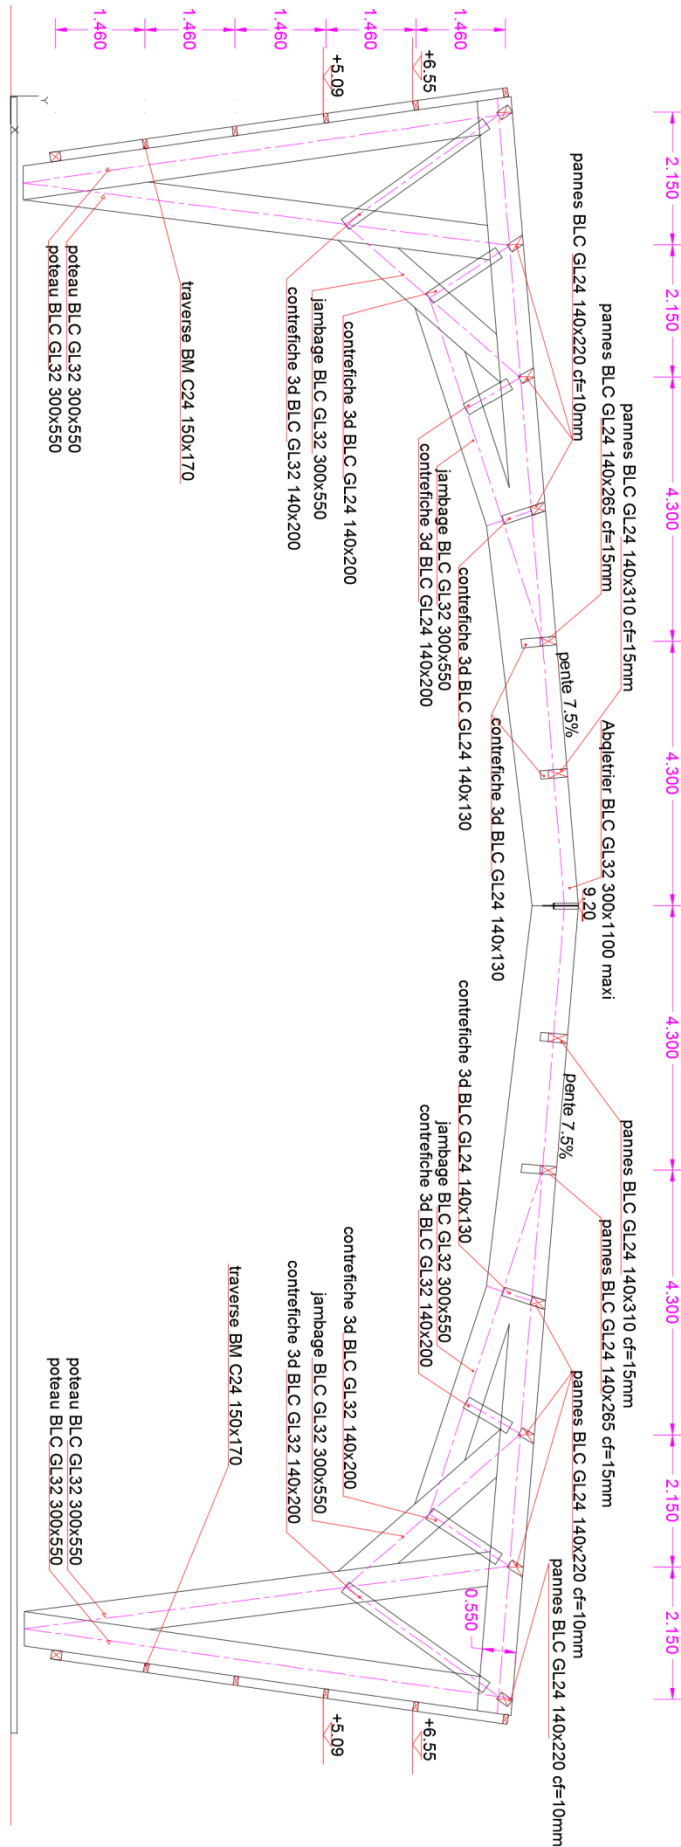 2.150
2.150
4.300
4.300
4.300
4.300
2.150
2.150
pannes BLC GL24 140x310 cf=15mm
pannes BLC GL24 140x265 cf=15mm
pannes BLC GL24 140x220 cf=10mm
Abqletrier BLC GL32 300x1100 maxi
9.20
pente 7.5%
pente 7.5%
pannes BLC GL24 140x310 cf=15mm
pannes BLC GL24 140x265 cf=15mm
pannes BLC GL24 140x220 cf=10mm
pannes BLC GL24 140x220 cf=10mm
0.550
1.460
1.460
1.460
1.460
1.460
+6.55
+5.09
+6.55
+5.09
contrefiche 3d BLC GL24 140x130
contrefiche 3d BLC GL24 140x130
jambage BLC GL32 300x550
contrefiche 3d BLC GL24 140x200
contrefiche 3d BLC GL24 140x200
jambage BLC GL32 300x550
contrefiche 3d BLC GL32 140x200
traverse BM C24 150x170
poteau BLC GL32 300x550
poteau BLC GL32 300x550
contrefiche 3d BLC GL24 140x130
jambage BLC GL32 300x550
contrefiche 3d BLC GL32 140x200
contrefiche 3d BLC GL32 140x200
jambage BLC GL32 300x550
contrefiche 3d BLC GL32 140x200
traverse BM C24 150x170
poteau BLC GL32 300x550
poteau BLC GL32 300x550
Y
X